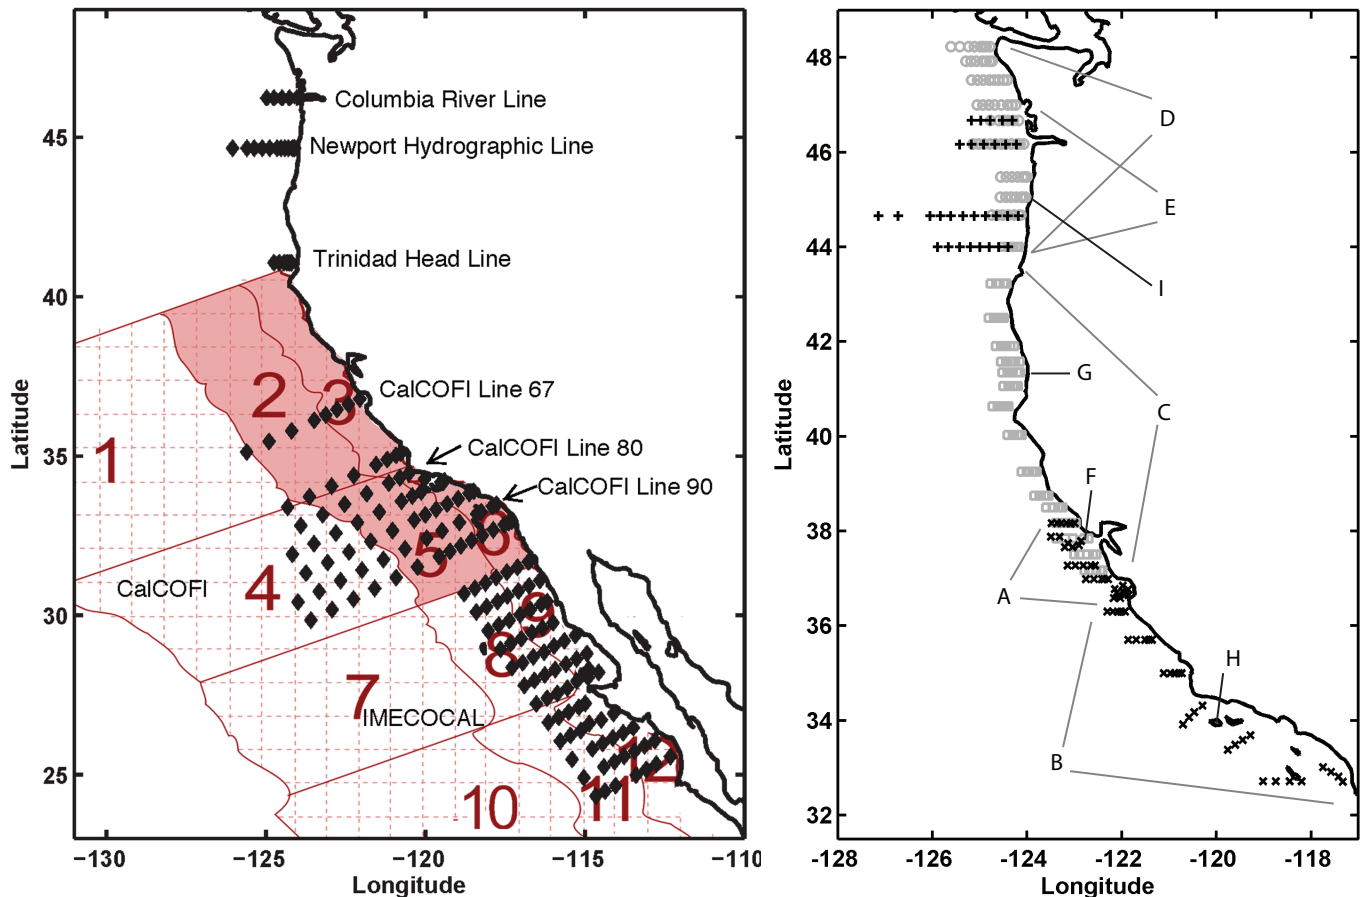 Columbia River Line
Newport Hydrographic Line
Trinidad Head Line
CalCOFI Line 67
CalCOFI Line 80
CalCOFI Line 90
CalCOFI
IMECOCAL
1
2
3
4
5
6
7
8
9
10
11
12
45
40
35
30
25
Latitude
−130
−125
−120
−115
−110
Longitude
48
46
44
42
40
38
36
34
32
Latitude
D
E
I
G
C
F
A
H
B
-128
-126
-124
-122
-120
-118
Longitude